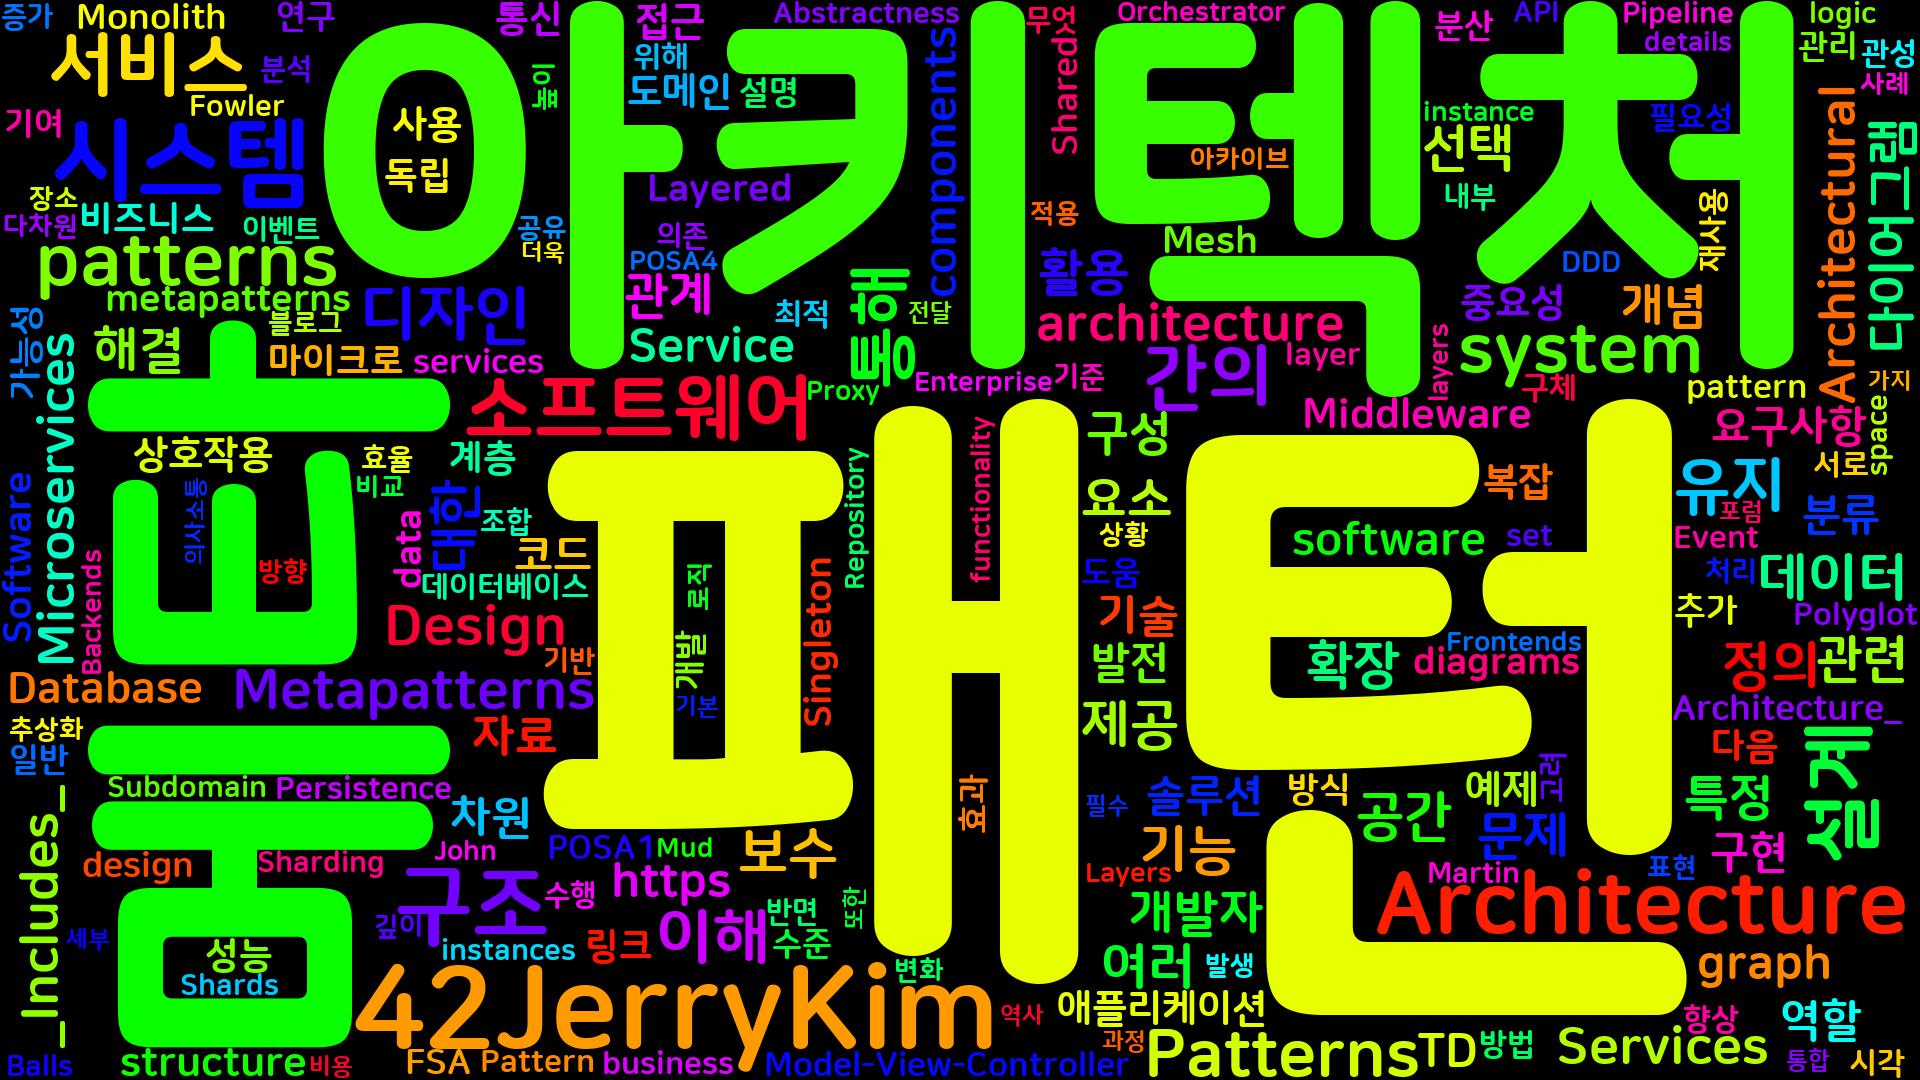 증가
Monolith
연구
통신
접근
Abstractness
무엇
Orchestrator
분산
API
Pipeline
logic
서비스
분석
위해
details
관리
관성
Fowler
높이
도메인
설명
components
Shared
사례
기여
시스템
사용
독립
아키텍처
instance
선택
필요성
Architectural
다이어그램
장소
다차원
비즈니스
이벤트
Layered
아카이브
내부
재사용
공유
더욱
의존
적용
Mesh
patterns
POSA4
활용
DDD
metapatterns
디자인
관계
통해
전달
중요성
개념
가능성
Microservices
해결
블로그
마이크로
services
최적
Service
architecture
간의
layer
layers
system
Proxy
Enterprise
기준
구체
pattern
가지
소프트웨어
Middleware
요구사항
space
흐름
상호작용
효율
비교
계층
구성
서로
Software
의사소통
방향
대한
data
조합
코드
패턴
Repository
functionality
요소
복잡
유지
포럼
분류
상황
software
set
Event
Backends
데이터베이스
로직
도움
처리
데이터
Design
개발
Singleton
기술
추가
Polyglot
Frontends
기반
발전
확장
diagrams
정의
관련
Database
Metapatterns
기본
Architecture_
추상화
일반
자료
제공
다음
설계
Subdomain
Persistence
차원
효과
필수
솔루션
방식
고려
예제
특정
공간
_Includes_
design
Sharding
John
POSA1
Mud
보수
기능
문제
구현
Layers
Martin
표현
구조
수행
https
반면
또한
개발자
Architecture
세부
성능
깊이
instances
링크
이해
수준
여러
발생
graph
Shards
42JerryKim
변화
역사
애플리케이션
향상
역할
Balls
structure
비용
FSA
Pattern
business
Model-View-Controller
과정
Patterns
TD
방법
Services
통합
시각